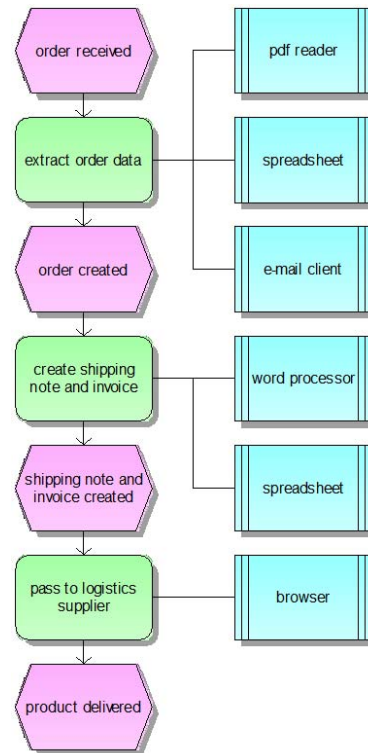 order received
pdf reader
extract order data
spreadsheet
order created
e-mail client
create shipping
note and invoice
word processor
shipping note and
invoice created
spreadsheet
pass to logistics
supplier
browser
product delivered